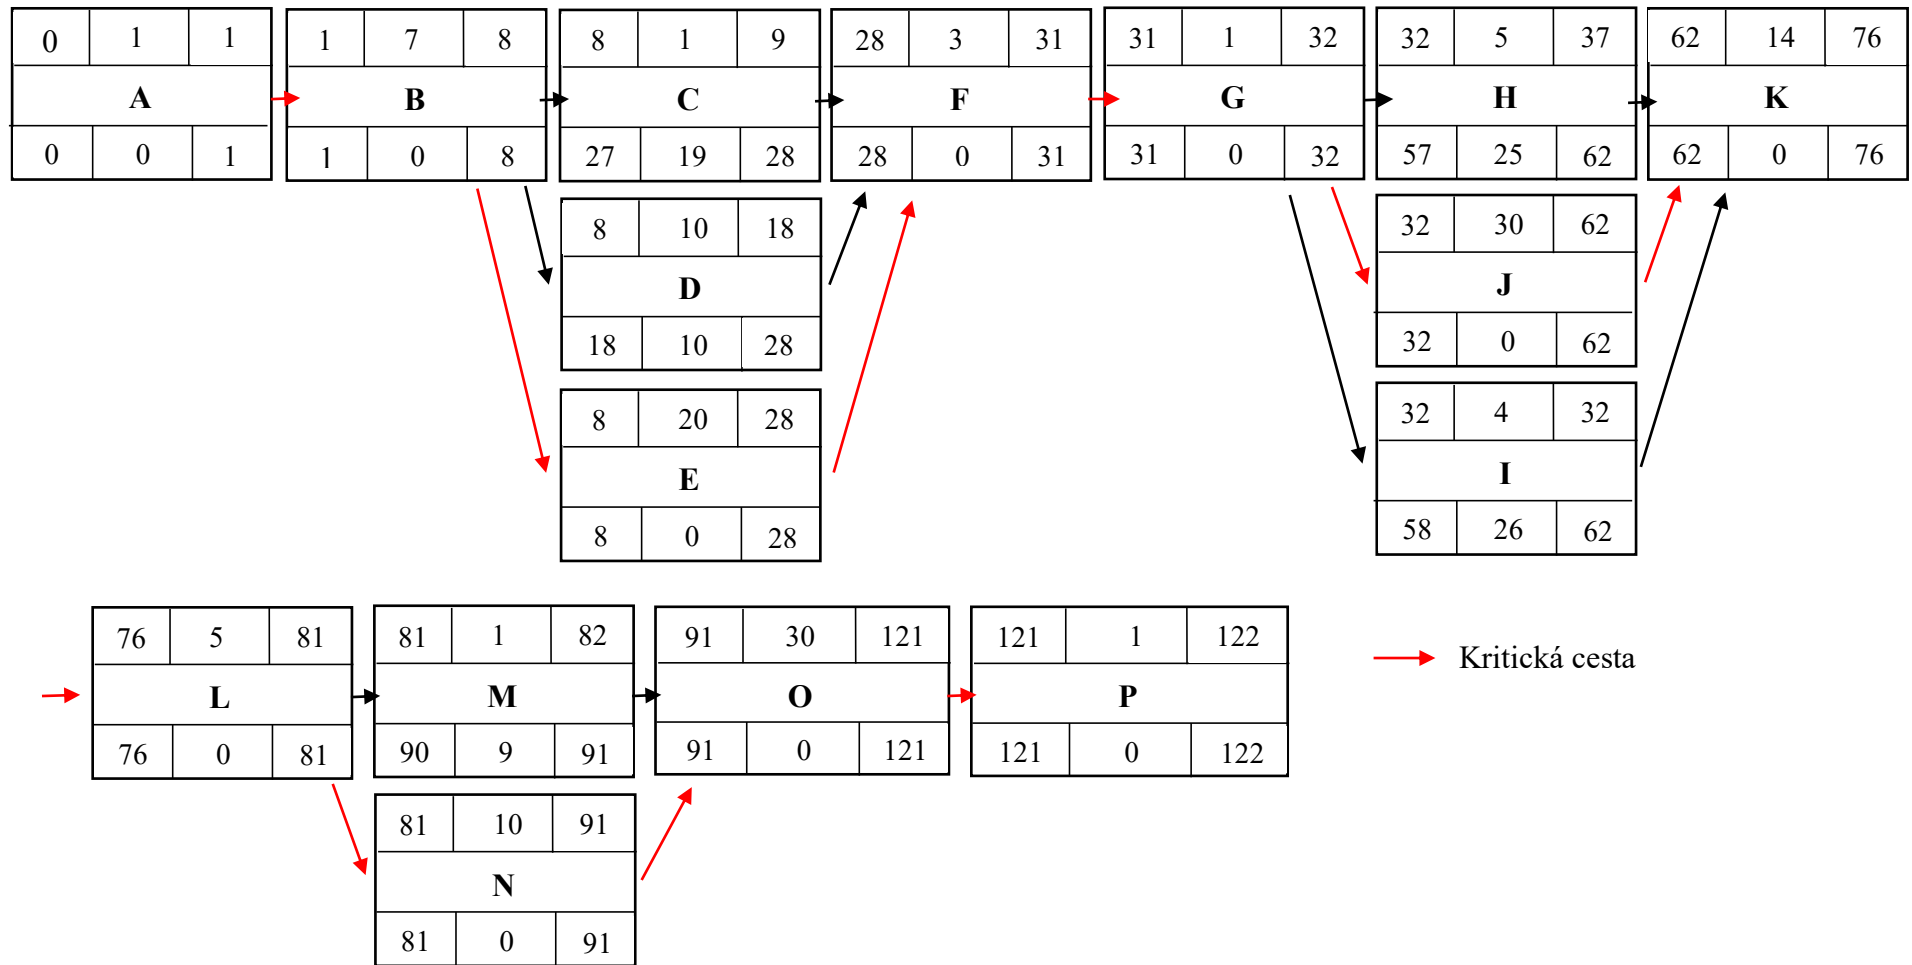 0 1 1
A
0 0 1
1 7 8
B
1 0 8
8 1 9
C
27 19 28
28 3 31
F
28 0 31
31 1 32
G
31 0 32
32 5 37
H
57 25 62
62 14 76
K
62 0 76
8 10 18
D
18 10 28
32 30 62
J
32 0 62
8 20 28
E
8 0 28
32 4 32
I
58 26 62
76 5 81
L
76 0 81
81 1 82
M
90 9 91
91 30 121
O
91 0 121
121 1 122
P
121 0 122
Kritická cesta
81 10 91
N
81 0 91